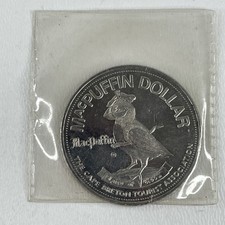 MACPUFFIN DOLLAR
MacPuffin
THE CAPE BRETON TOURIST ASSOCIATION